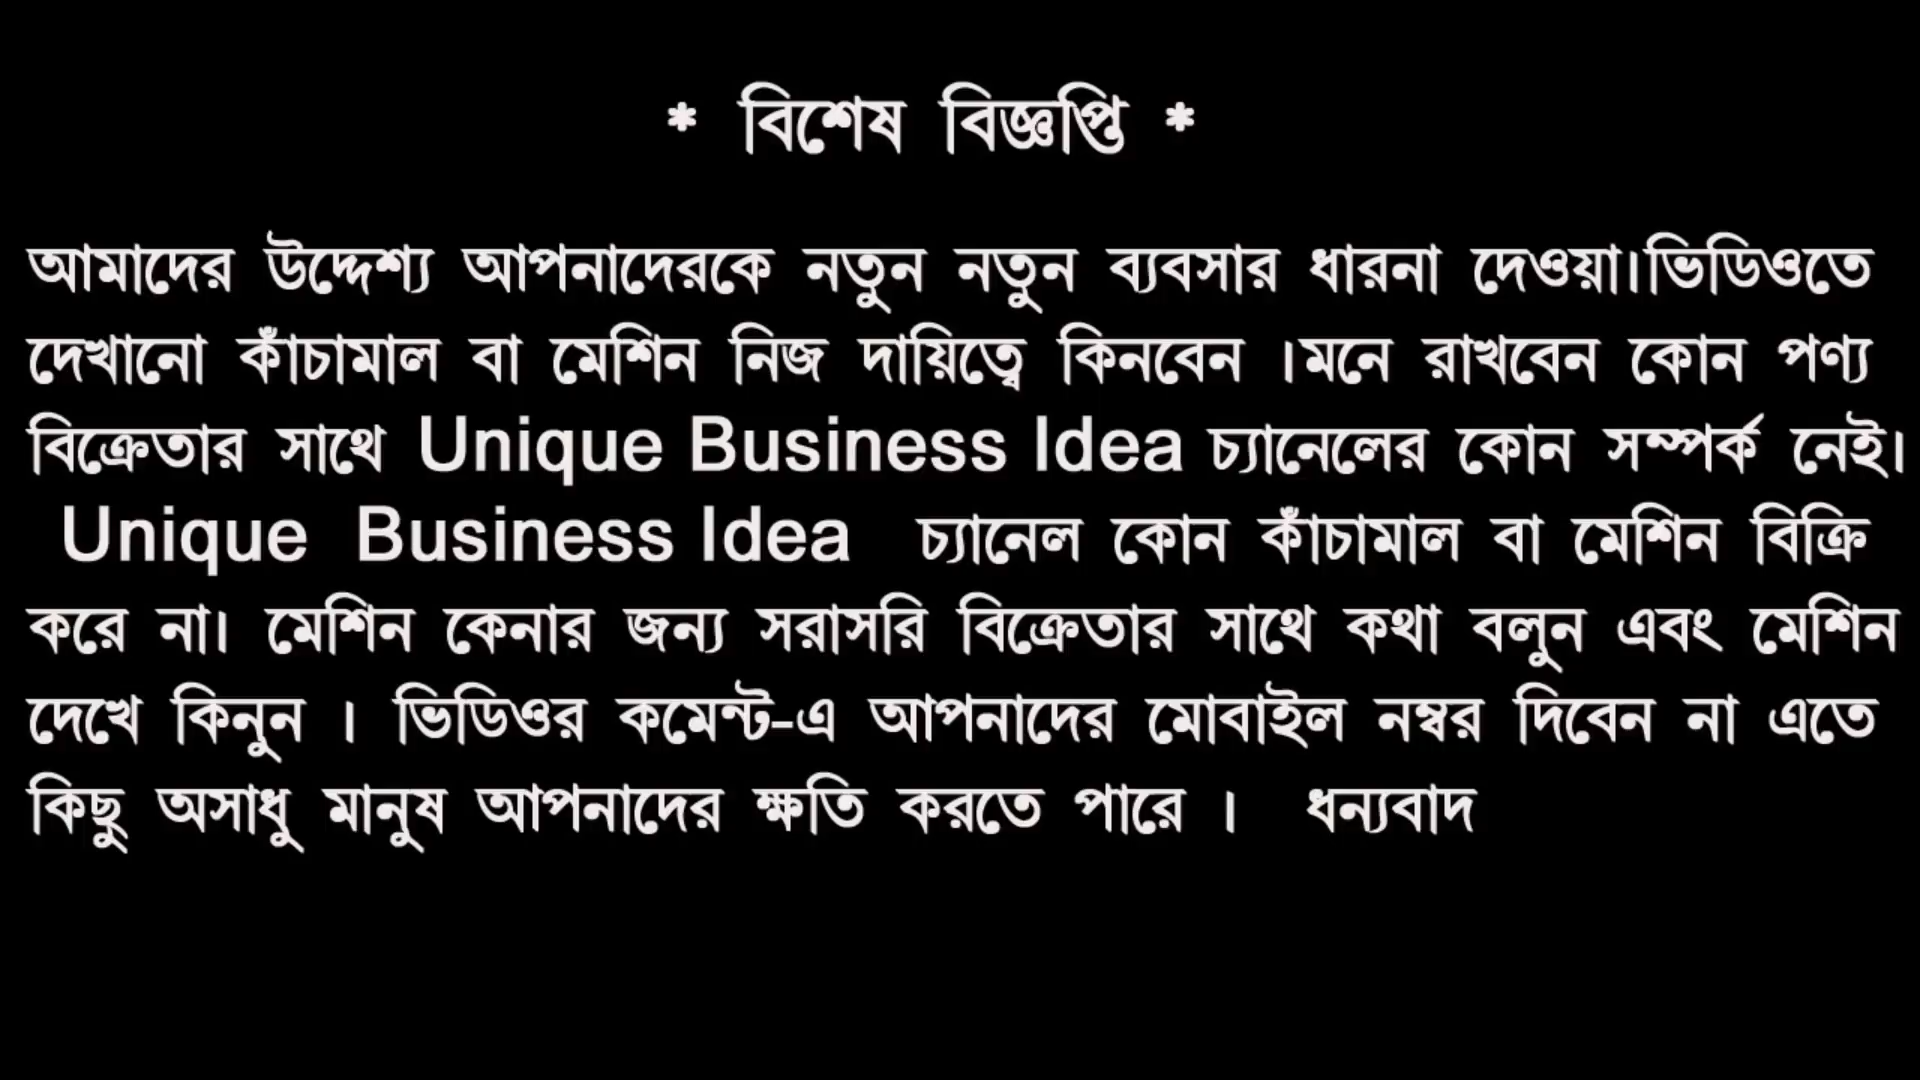 * বিশেষ বিজ্ঞপ্তি *
আমাদের উদ্দেশ্য আপনাদেরকে নতুন নতুন ব্যবসার ধারনা দেওয়া।ভিডিওতে
দেখানো কাঁচামাল বা মেশিন নিজ দায়িত্বে কিনবেন ।মনে রাখবেন কোন পণ্য
বিক্রেতার সাথে Unique Business Idea চ্যানেলের কোন সম্পর্ক নেই।
Unique Business Idea চ্যানেল কোন কাঁচামাল বা মেশিন বিক্রি
করে না। মেশিন কেনার জন্য সরাসরি বিক্রেতার সাথে কথা বলুন এবং মেশিন
দেখে কিনুন । ভিডিওর কমেন্ট-এ আপনাদের মোবাইল নম্বর দিবেন না এতে
কিছু অসাধু মানুষ আপনাদের ক্ষতি করতে পারে । ধন্যবাদ